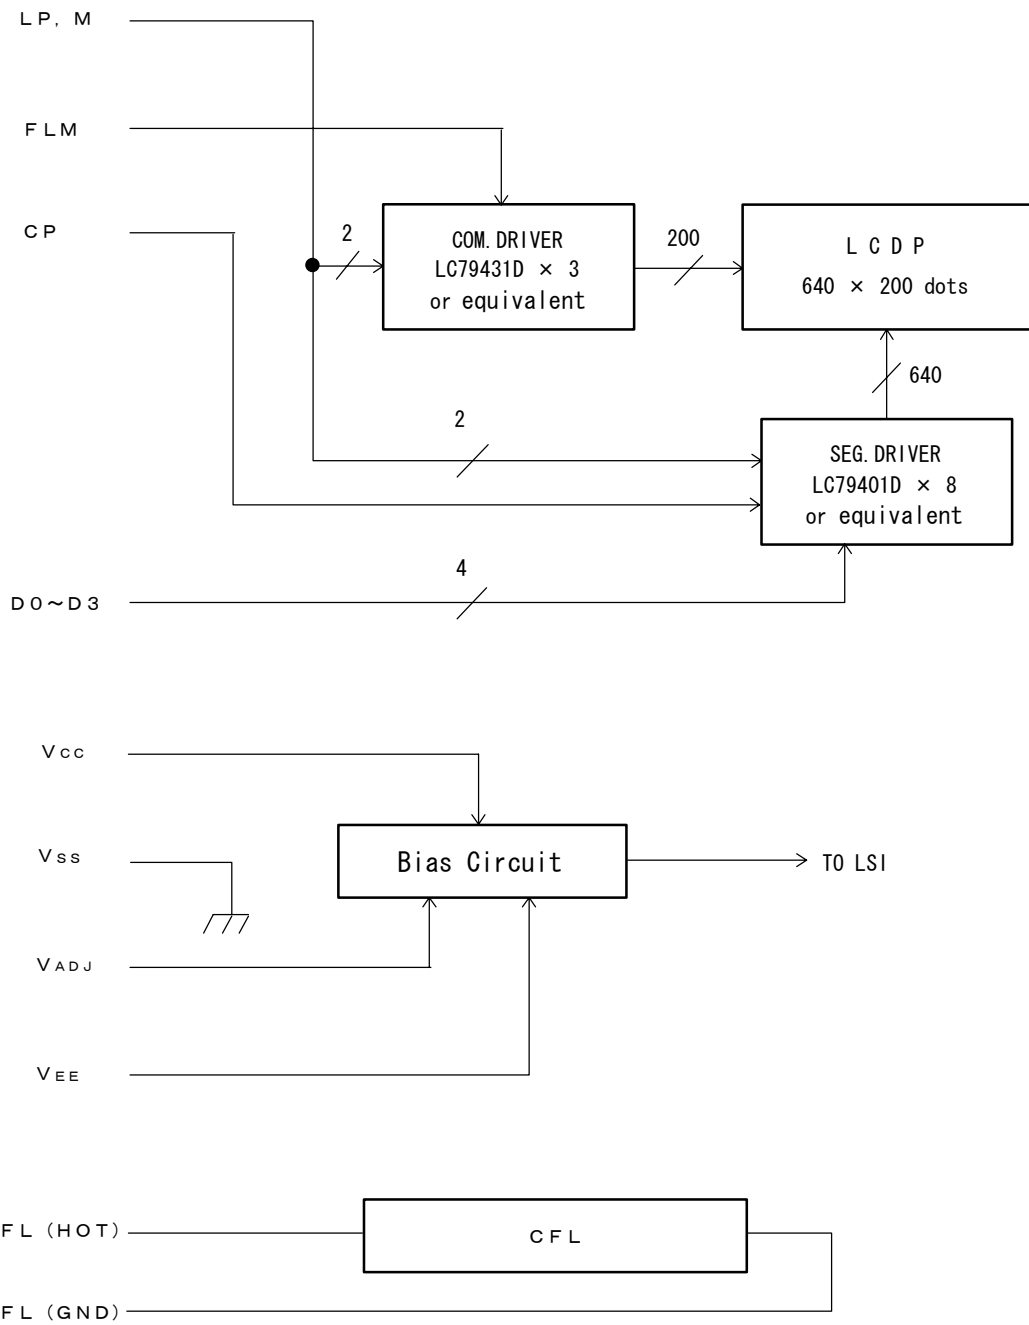 LP, M
FLM
CP
2
COM.DRIVER
LC79431D × 3
or equivalent
200
LCDP
640 × 200 dots
640
2
SEG.DRIVER
LC79401D × 8
or equivalent
4
D0～D3
VCC
VSS
Bias Circuit
TO LSI
VADJ
VEE
FL (HOT)
CFL
FL (GND)